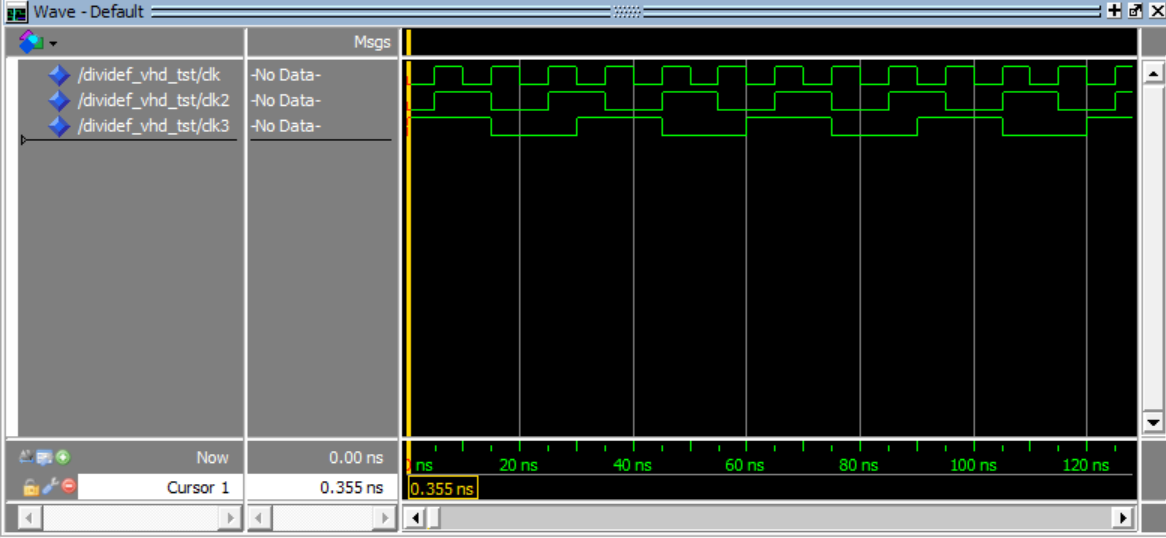 Wave - Default
Msgs
/dividef_vhd_tst/clk -No Data-
/dividef_vhd_tst/clk2 -No Data-
/dividef_vhd_tst/clk3 -No Data-
Now 0.00 ns ns 20 ns 40 ns 60 ns 80 ns 100 ns 120 ns
Cursor 1 0.355 ns 0.355 ns